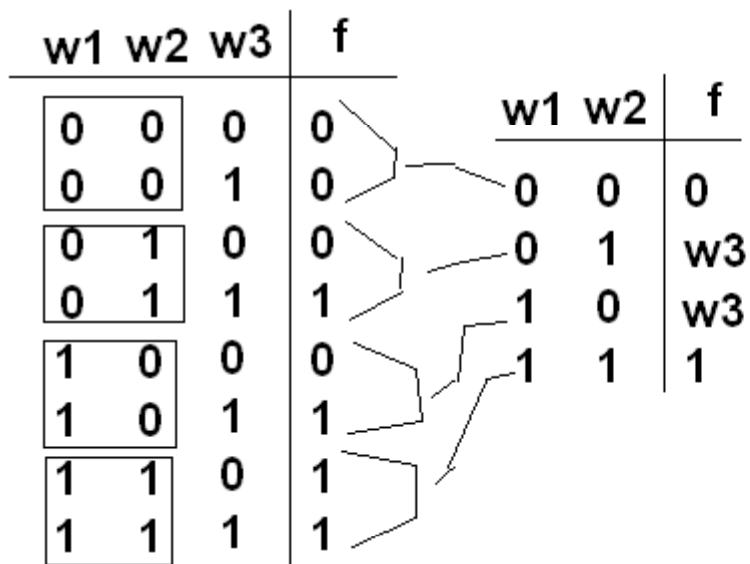 w1 w2 w3 f
0 0 0 0
0 0 1 0
0 1 0 0
0 1 1 1
1 0 0 0
1 0 1 1
1 1 0 1
1 1 1 1
w1 w2 f
0 0 0
0 1 w3
1 0 w3
1 1 1